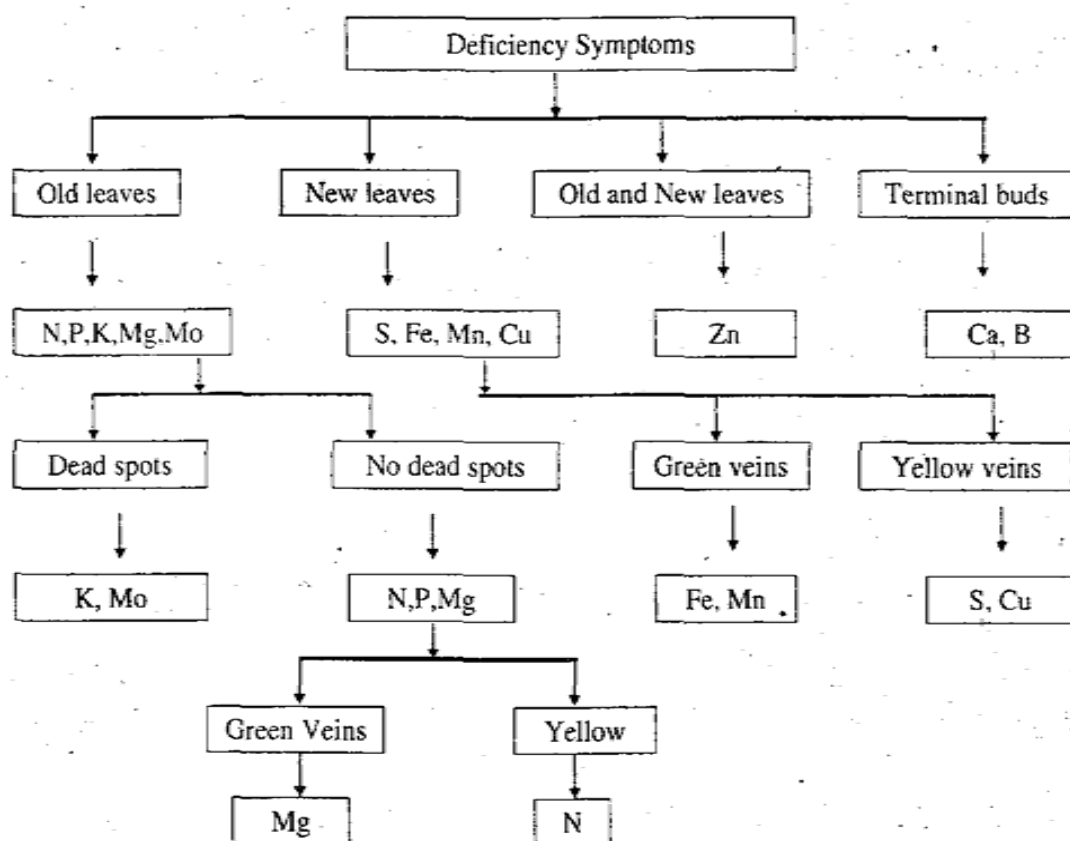 Deficiency Symptoms
Old leaves
New leaves
Old and New leaves
Terminal buds
N,P,K,Mg.Mo
S, Fe, Mn, Cu
Zn
Ca, B
Dead spots
No dead spots
Green veins
Yellow veins
K, Mo
N,P,Mg
Fe, Mn
S, Cu
Green Veins
Yellow
Mg
N